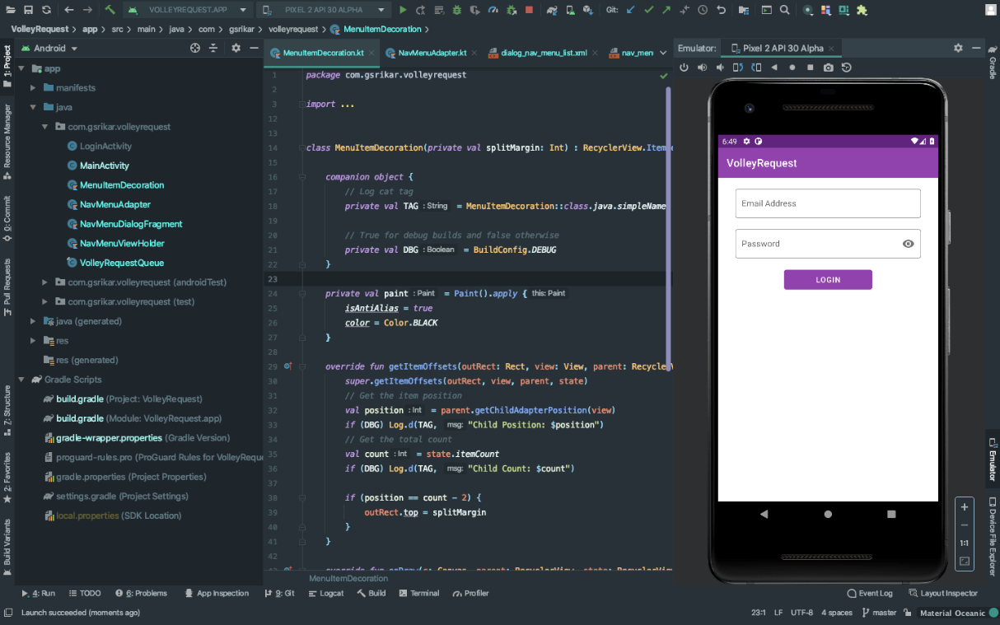 VOLLEYREQUEST.APP PIXEL 2 API 30 ALPHA Git:
VolleyRequest app src main java com gsrikar volleyrequest MenuItemDecoration
Android
MenuItemDecoration.kt NavMenuAdapter.kt dialog_nav_menu_list.xml nav_men
Emulator: Pixel 2 API 30 Alpha
1: Project
Resource Manager
0: Commit
Pull Requests
7: Structure
2: Favorites
Build Variants
app
manifests
java
com.gsrikar.volleyrequest
LoginActivity
MainActivity
MenuItemDecoration
NavMenuAdapter
NavMenuDialogFragment
NavMenuViewHolder
VolleyRequestQueue
com.gsrikar.volleyrequest (androidTest)
com.gsrikar.volleyrequest (test)
java (generated)
res
res (generated)
Gradle Scripts
build.gradle (Project: VolleyRequest)
build.gradle (Module: VolleyRequest.app)
gradle-wrapper.properties (Gradle Version)
proguard-rules.pro (ProGuard Rules for VolleyReque
gradle.properties (Project Properties)
settings.gradle (Project Settings)
local.properties (SDK Location)
1 package com.gsrikar.volleyrequest
2
3 import ...
12
13
14 class MenuItemDecoration(private val splitMargin: Int) : RecyclerView.Item
15
16 companion object {
17 // Log cat tag
18 private val TAG : String = MenuItemDecoration::class.java.simpleName
19
20 // True for debug builds and false otherwise
21 private val DBG : Boolean = BuildConfig.DEBUG
22 }
23
24 private val paint : Paint = Paint().apply { this: Paint
25 isAntiAlias = true
26 color = Color.BLACK
27 }
28
29 override fun getItemOffsets(outRect: Rect, view: View, parent: RecyclerV
30 super.getItemOffsets(outRect, view, parent, state)
31 // Get the item position
32 val position : Int = parent.getChildAdapterPosition(view)
33 if (DBG) Log.d(TAG, msg: "Child Position: $position")
34 // Get the total count
35 val count : Int = state.itemCount
36 if (DBG) Log.d(TAG, msg: "Child Count: $count")
37
38 if (position == count - 2) {
39 outRect.top = splitMargin
40 }
41 }
42
MenuItemDecoration
6:49
VolleyRequest
Email Address
Password
LOGIN
1:1
Gradle
Emulator
Device File Explorer
4: Run TODO 6: Problems App Inspection 9: Git Logcat Build Terminal Profiler Event Log Layout Inspector
Launch succeeded (moments ago) 23:1 LF UTF-8 4 spaces master Material Oceanic